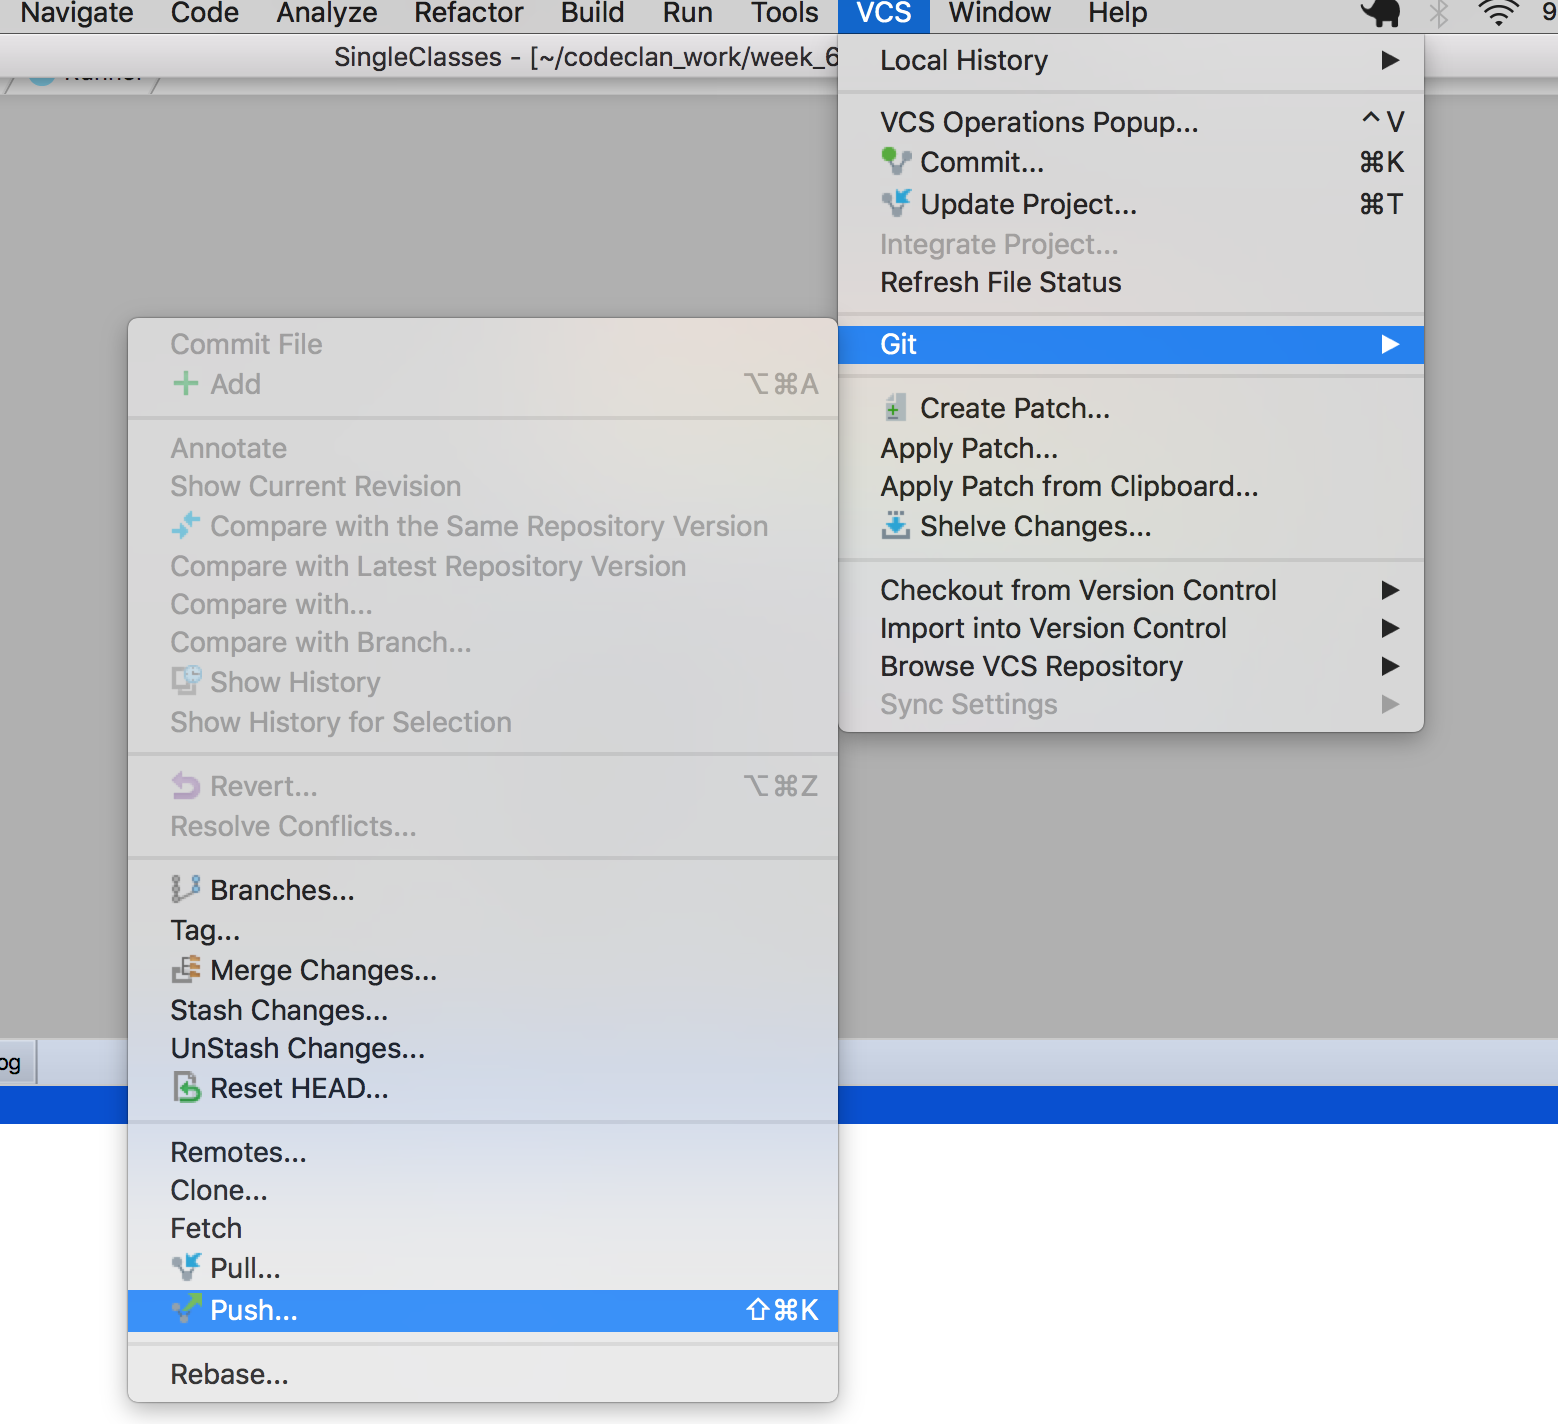 Navigate Code Analyze Refactor Build Run Tools VCS Window Help 9
SingleClasses - [~/codeclan_work/week_6
Local History
VCS Operations Popup... ^V
Commit... ⌘K
Update Project... ⌘T
Integrate Project...
Refresh File Status
Git
Create Patch...
Apply Patch...
Apply Patch from Clipboard...
Shelve Changes...
Checkout from Version Control
Import into Version Control
Browse VCS Repository
Sync Settings
Commit File
Add ⌥⌘A
Annotate
Show Current Revision
Compare with the Same Repository Version
Compare with Latest Repository Version
Compare with...
Compare with Branch...
Show History
Show History for Selection
Revert... ⌥⌘Z
Resolve Conflicts...
Branches...
Tag...
Merge Changes...
Stash Changes...
UnStash Changes...
Reset HEAD...
og
Remotes...
Clone...
Fetch
Pull...
Push... ⇧⌘K
Rebase...